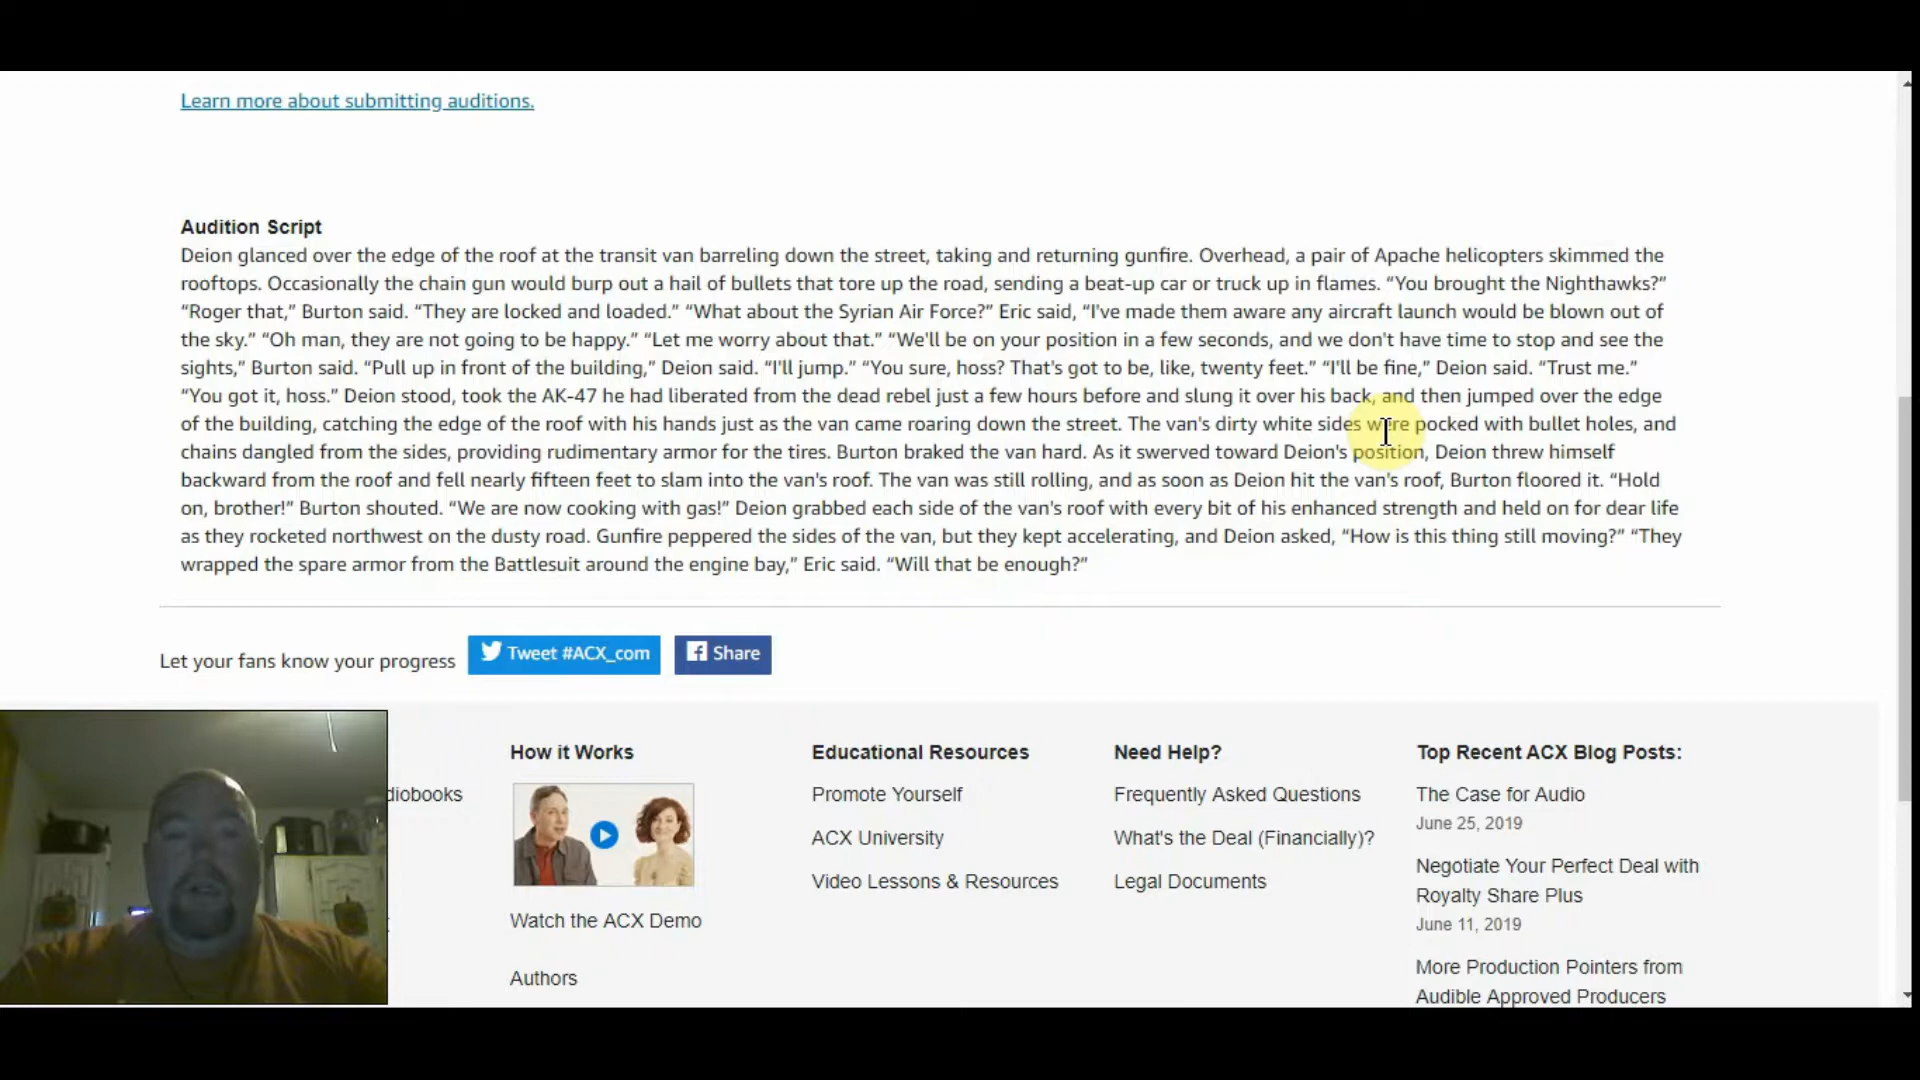 Learn more about submitting auditions.
Audition Script
Deion glanced over the edge of the roof at the transit van barreling down the street, taking and returning gunfire. Overhead, a pair of Apache helicopters skimmed the
rooftops. Occasionally the chain gun would burp out a hail of bullets that tore up the road, sending a beat-up car or truck up in flames. “You brought the Nighthawks?”
“Roger that,” Burton said. “They are locked and loaded.” “What about the Syrian Air Force?” Eric said, “I've made them aware any aircraft launch would be blown out of
the sky.” “Oh man, they are not going to be happy.” “Let me worry about that.” “We'll be on your position in a few seconds, and we don't have time to stop and see the
sights,” Burton said. “Pull up in front of the building,” Deion said. “I'll jump.” “You sure, hoss? That's got to be, like, twenty feet.” “I'll be fine,” Deion said. “Trust me.”
“You got it, hoss.” Deion stood, took the AK-47 he had liberated from the dead rebel just a few hours before and slung it over his back, and then jumped over the edge
of the building, catching the edge of the roof with his hands just as the van came roaring down the street. The van's dirty white sides were pocked with bullet holes, and
chains dangled from the sides, providing rudimentary armor for the tires. Burton braked the van hard. As it swerved toward Deion's position, Deion threw himself
backward from the roof and fell nearly fifteen feet to slam into the van's roof. The van was still rolling, and as soon as Deion hit the van's roof, Burton floored it. “Hold
on, brother!” Burton shouted. “We are now cooking with gas!” Deion grabbed each side of the van's roof with every bit of his enhanced strength and held on for dear life
as they rocketed northwest on the dusty road. Gunfire peppered the sides of the van, but they kept accelerating, and Deion asked, “How is this thing still moving?” “They
wrapped the spare armor from the Battlesuit around the engine bay,” Eric said. “Will that be enough?”
Let your fans know your progress
Tweet #ACX_com
Share
diobooks
How it Works
Watch the ACX Demo
Authors
Educational Resources
Promote Yourself
ACX University
Video Lessons & Resources
Need Help?
Frequently Asked Questions
What's the Deal (Financially)?
Legal Documents
Top Recent ACX Blog Posts:
The Case for Audio
June 25, 2019
Negotiate Your Perfect Deal with
Royalty Share Plus
June 11, 2019
More Production Pointers from
Audible Approved Producers